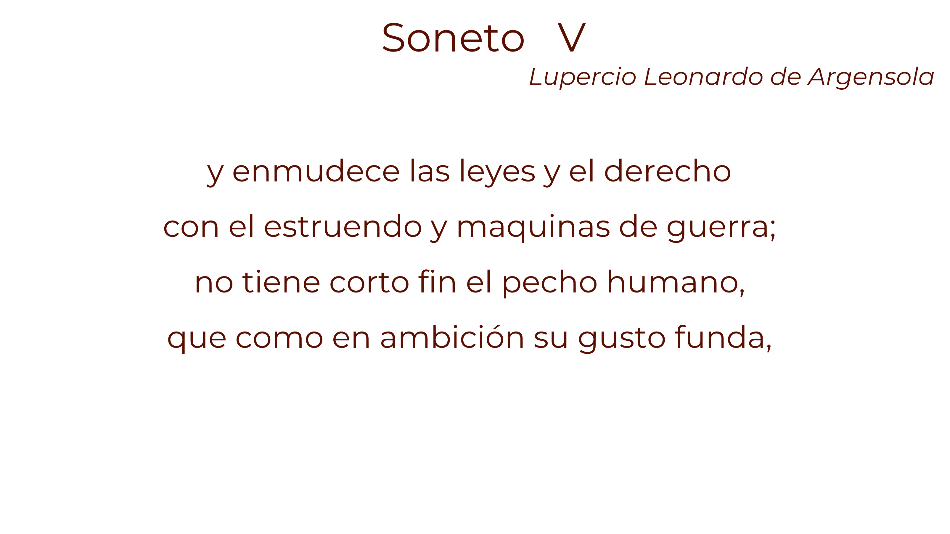 Soneto V
Lupercio Leonardo de Argensola
y enmudece las leyes y el derecho
con el estruendo y maquinas de guerra;
no tiene corto fin el pecho humano,
que como en ambición su gusto funda,